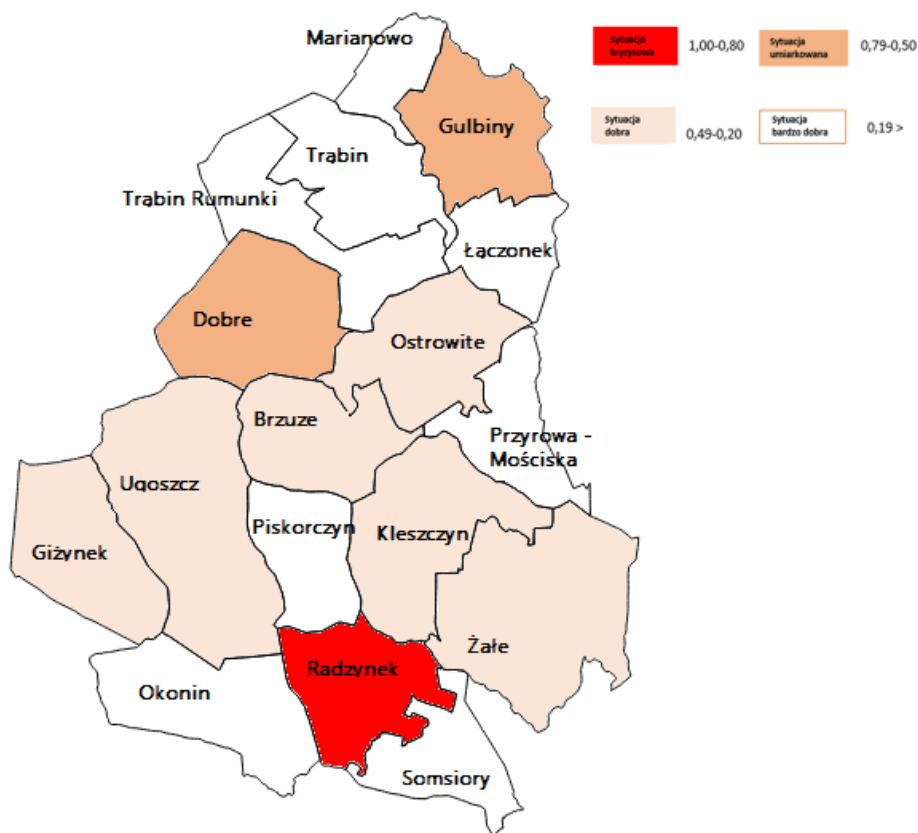 Marianowo
Sytuacja
kryzysowa
1,00-0,80
Sytuacja
umiarkowana
0,79-0,50
Gulbiny
Sytuacja
dobra
0,49-0,20
Sytuacja
bardzo dobra
0,19 >
Trąbin
Trąbin Rumunki
Łączonek
Dobre
Ostrowite
Brzuze
Przyrowa -
Mościska
Ugoszcz
Piskorczyn
Kleszczyn
Giżynek
Żałe
Radzynek
Okonin
Somsiory